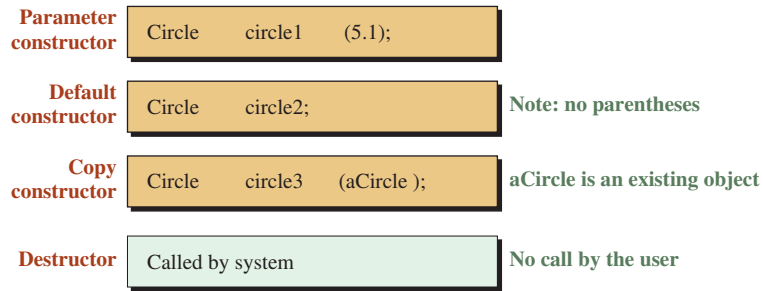 Parameter
constructor
Circle circle1 (5.1);
Default
constructor
Circle circle2;
Note: no parentheses
Copy
constructor
Circle circle3 (aCircle );
aCircle is an existing object
Destructor
Called by system
No call by the user